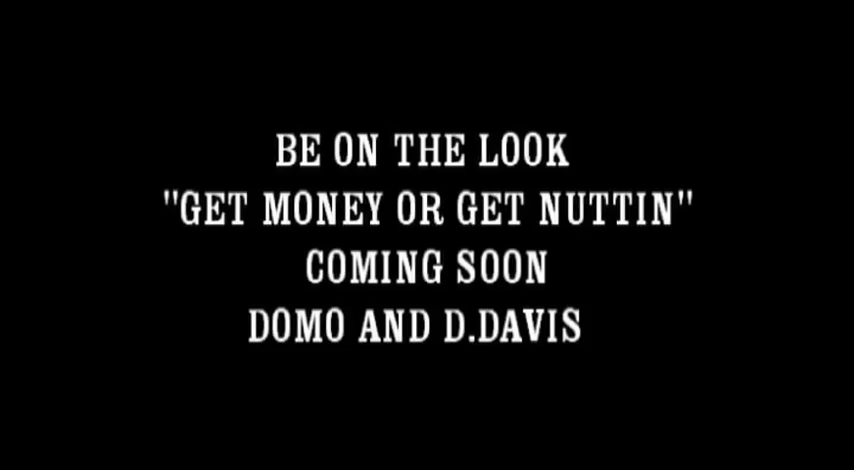 BE ON THE LOOK
"GET MONEY OR GET NUTTIN"
COMING SOON
DOMO AND D.DAVIS